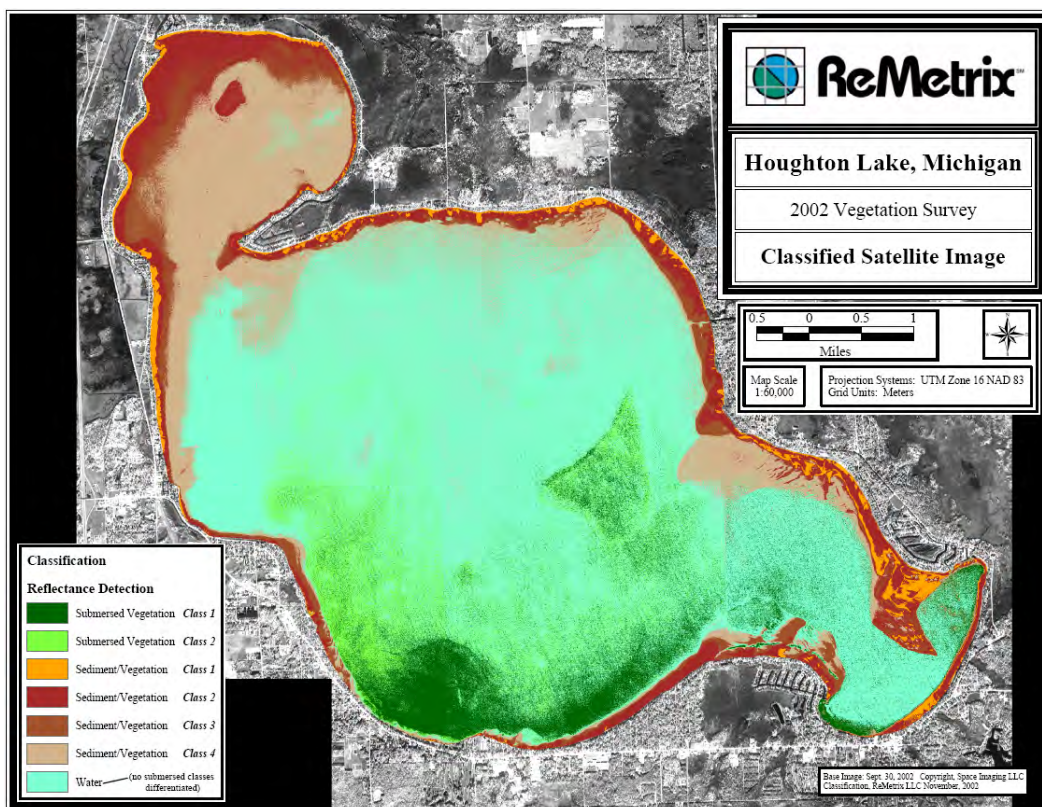 ReMetrix SM
Houghton Lake, Michigan
2002 Vegetation Survey
Classified Satellite Image
0.5 0 0.5 1
Miles
Map Scale
1:60,000
Projection Systems: UTM Zone 16 NAD 83
Grid Units: Meters
Classification
Reflectance Detection
Submersed Vegetation Class 1
Submersed Vegetation Class 2
Sediment/Vegetation Class 1
Sediment/Vegetation Class 2
Sediment/Vegetation Class 3
Sediment/Vegetation Class 4
Water (no submersed classes
differentiated)
Base Image: Sept. 30, 2002 Copyright, Space Imaging LLC
Classification, ReMetrix LLC November, 2002